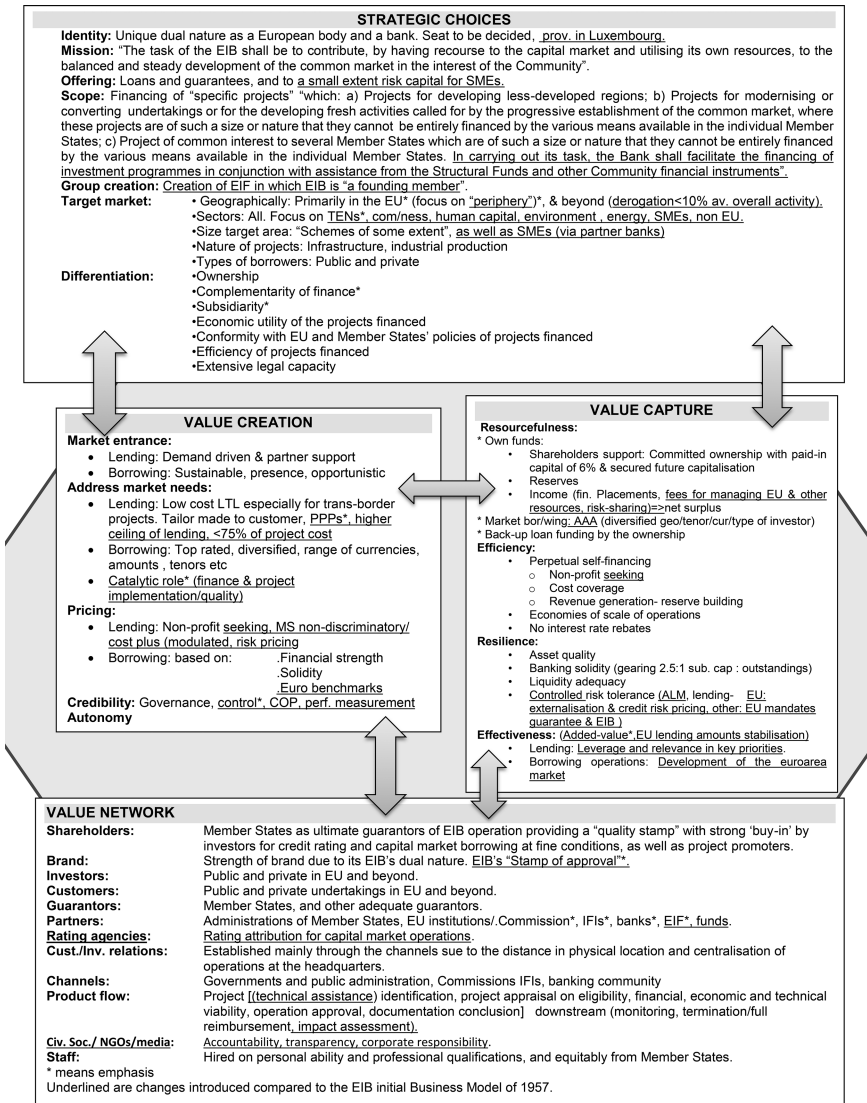 STRATEGIC CHOICES
Identity: Unique dual nature as a European body and a bank. Seat to be decided, prov. in Luxembourg.
Mission: “The task of the EIB shall be to contribute, by having recourse to the capital market and utilising its own resources, to the
balanced and steady development of the common market in the interest of the Community”.
Offering: Loans and guarantees, and to a small extent risk capital for SMEs.
Scope: Financing of “specific projects” “which: a) Projects for developing less-developed regions; b) Projects for modernising or
converting undertakings or for the developing fresh activities called for by the progressive establishment of the common market, where
these projects are of such a size or nature that they cannot be entirely financed by the various means available in the individual Member
States; c) Project of common interest to several Member States which are of such a size or nature that they cannot be entirely financed
by the various means available in the individual Member States. In carrying out its task, the Bank shall facilitate the financing of
investment programmes in conjunction with assistance from the Structural Funds and other Community financial instruments”.
Group creation: Creation of EIF in which EIB is “a founding member”.
Target market: • Geographically: Primarily in the EU* (focus on “periphery”)*, & beyond (derogation<10% av. overall activity).
•Sectors: All. Focus on TENs*, com/ness, human capital, environment , energy, SMEs, non EU.
•Size target area: “Schemes of some extent”, as well as SMEs (via partner banks)
•Nature of projects: Infrastructure, industrial production
•Types of borrowers: Public and private
Differentiation: •Ownership
•Complementarity of finance*
•Subsidiarity*
•Economic utility of the projects financed
•Conformity with EU and Member States’ policies of projects financed
•Efficiency of projects financed
•Extensive legal capacity
VALUE CREATION
Market entrance:
• Lending: Demand driven & partner support
• Borrowing: Sustainable, presence, opportunistic
Address market needs:
• Lending: Low cost LTL especially for trans-border
projects. Tailor made to customer, PPPs*, higher
ceiling of lending, <75% of project cost
• Borrowing: Top rated, diversified, range of currencies,
amounts , tenors etc
• Catalytic role* (finance & project
implementation/quality)
Pricing:
• Lending: Non-profit seeking, MS non-discriminatory/
cost plus (modulated, risk pricing
• Borrowing: based on: .Financial strength
.Solidity
.Euro benchmarks
Credibility: Governance, control*, COP, perf. measurement
Autonomy
VALUE CAPTURE
Resourcefulness:
* Own funds:
• Shareholders support: Committed ownership with paid-in
capital of 6% & secured future capitalisation
• Reserves
• Income (fin. Placements, fees for managing EU & other
resources, risk-sharing)=>net surplus
* Market bor/wing: AAA (diversified geo/tenor/cur/type of investor)
* Back-up loan funding by the ownership
Efficiency:
• Perpetual self-financing
o Non-profit seeking
o Cost coverage
o Revenue generation- reserve building
• Economies of scale of operations
• No interest rate rebates
Resilience:
• Asset quality
• Banking solidity (gearing 2.5:1 sub. cap : outstandings)
• Liquidity adequacy
• Controlled risk tolerance (ALM, lending- EU:
externalisation & credit risk pricing, other: EU mandates
guarantee & EIB )
Effectiveness: (Added-value*,EU lending amounts stabilisation)
• Lending: Leverage and relevance in key priorities.
• Borrowing operations: Development of the euroarea
market
VALUE NETWORK
Shareholders: Member States as ultimate guarantors of EIB operation providing a “quality stamp” with strong ‘buy-in’ by
investors for credit rating and capital market borrowing at fine conditions, as well as project promoters.
Brand: Strength of brand due to its EIB’s dual nature. EIB’s “Stamp of approval”*.
Investors: Public and private in EU and beyond.
Customers: Public and private undertakings in EU and beyond.
Guarantors: Member States, and other adequate guarantors.
Partners: Administrations of Member States, EU institutions/.Commission*, IFIs*, banks*, EIF*, funds.
Rating agencies: Rating attribution for capital market operations.
Cust./Inv. relations: Established mainly through the channels sue to the distance in physical location and centralisation of
operations at the headquarters.
Channels: Governments and public administration, Commissions IFIs, banking community
Product flow: Project [(technical assistance) identification, project appraisal on eligibility, financial, economic and technical
viability, operation approval, documentation conclusion] downstream (monitoring, termination/full
reimbursement, impact assessment).
Civ. Soc./ NGOs/media: Accountability, transparency, corporate responsibility.
Staff: Hired on personal ability and professional qualifications, and equitably from Member States.
* means emphasis
Underlined are changes introduced compared to the EIB initial Business Model of 1957.